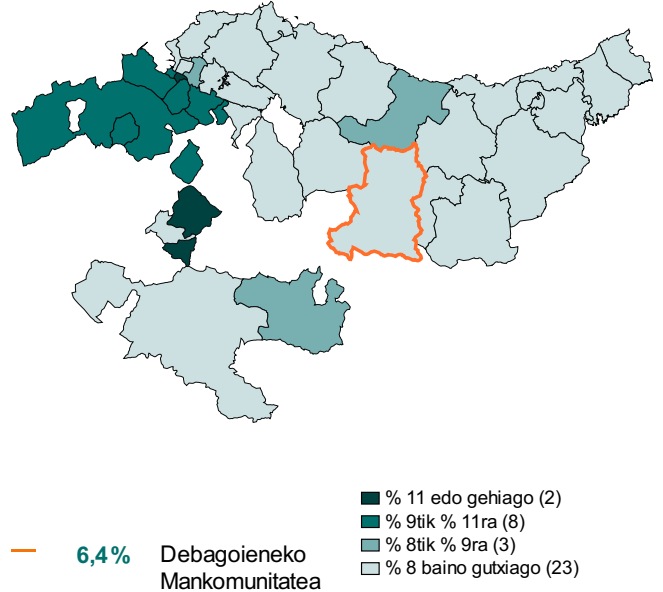 % 11 edo gehiago (2)
% 9tik % 11ra (8)
% 8tik % 9ra (3)
% 8 baino gutxiago (23)
6,4% Debagoieneko
Mankomunitatea